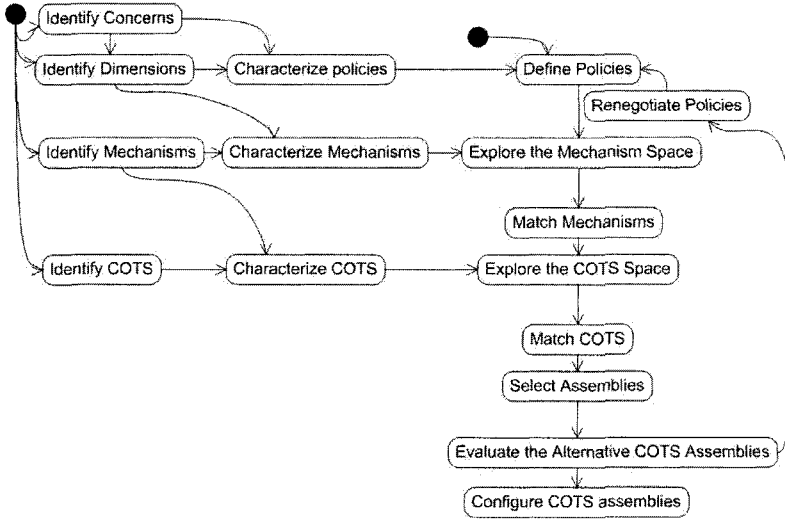 Identify Concerns
Identify Dimensions
Characterize policies
Define Policies
Renegotiate Policies
Identify Mechanisms
Characterize Mechanisms
Explore the Mechanism Space
Match Mechanisms
Identify COTS
Characterize COTS
Explore the COTS Space
Match COTS
Select Assemblies
Evaluate the Alternative COTS Assemblies
Configure COTS assemblies